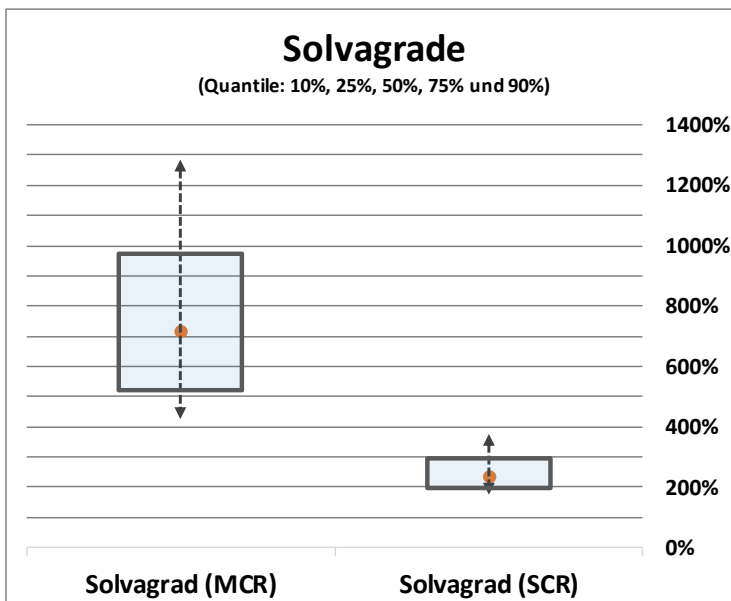 Solvagrade
(Quantile: 10%, 25%, 50%, 75% und 90%)
1400%
1200%
1000%
800%
600%
400%
200%
0%
Solvagrad (MCR) Solvagrad (SCR)